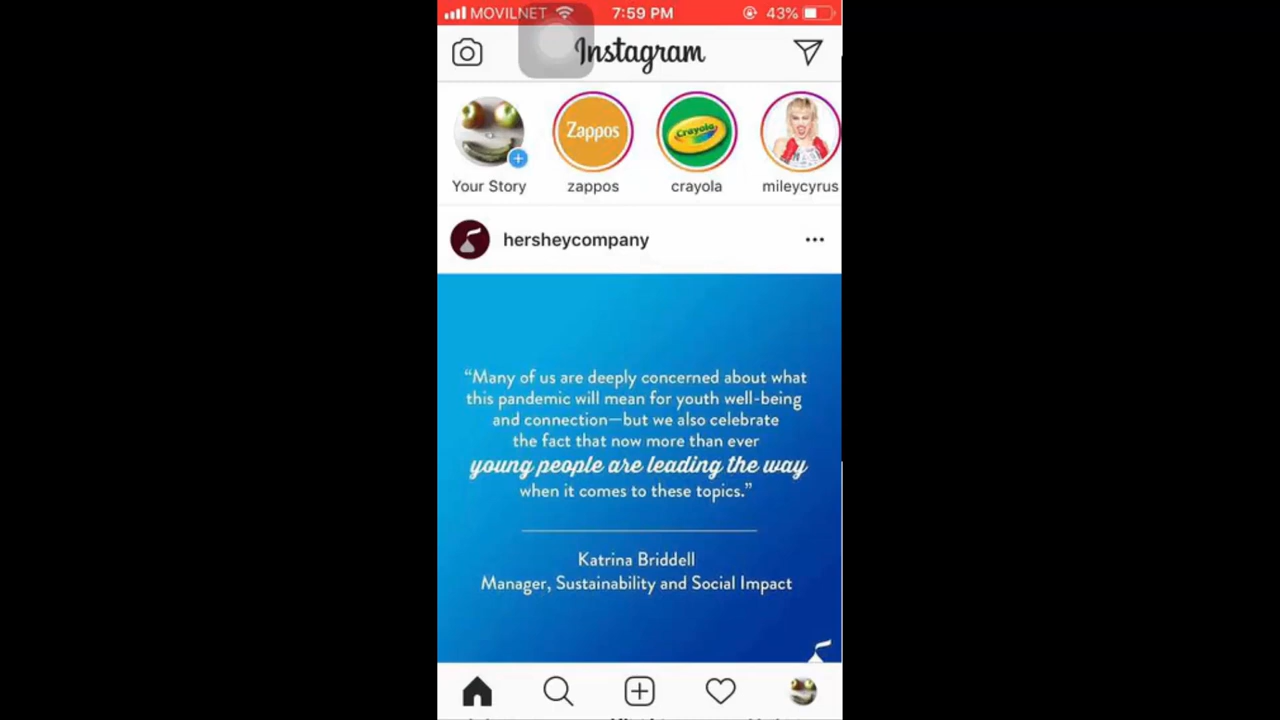 MOVILNET 7:59 PM 43%
Instagram
Zappos
Crayola
Your Story zappos crayola mileycyrus
hersheycompany
“Many of us are deeply concerned about what
this pandemic will mean for youth well-being
and connection—but we also celebrate
the fact that now more than ever
young people are leading the way
when it comes to these topics.”
Katrina Briddell
Manager, Sustainability and Social Impact